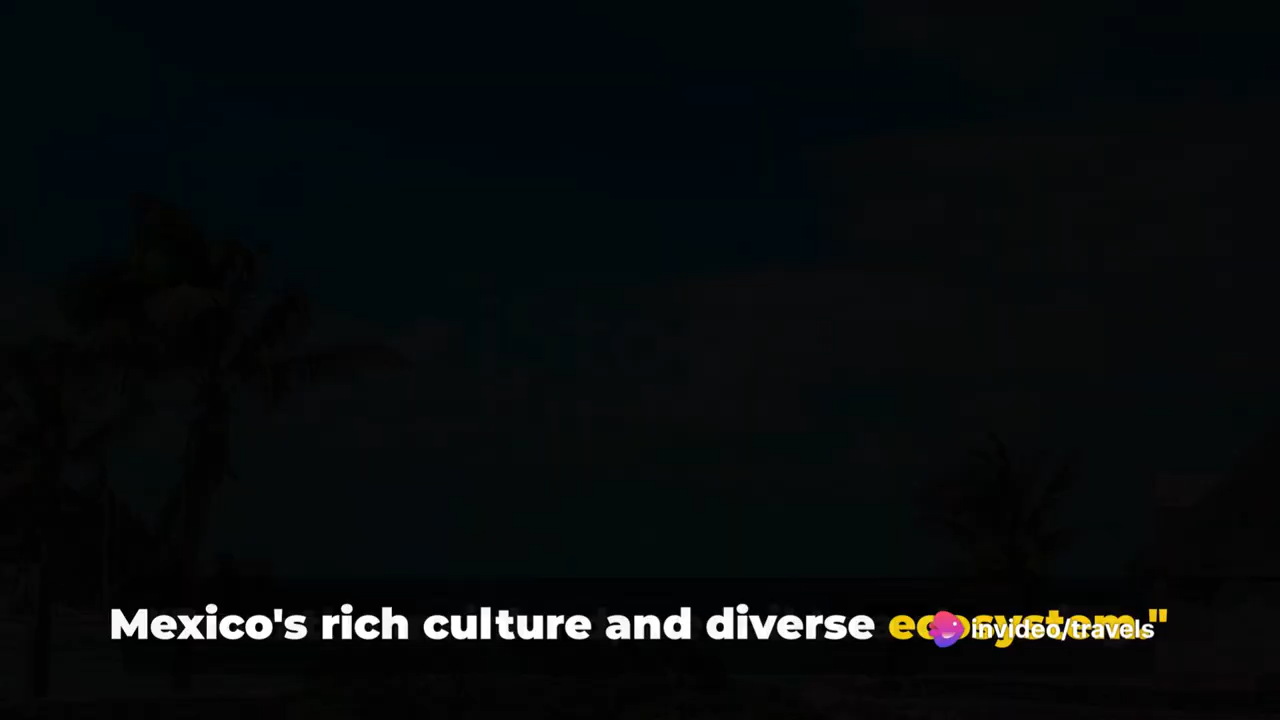 Mexico's rich culture and diverse ecosystem."
invideo/travels